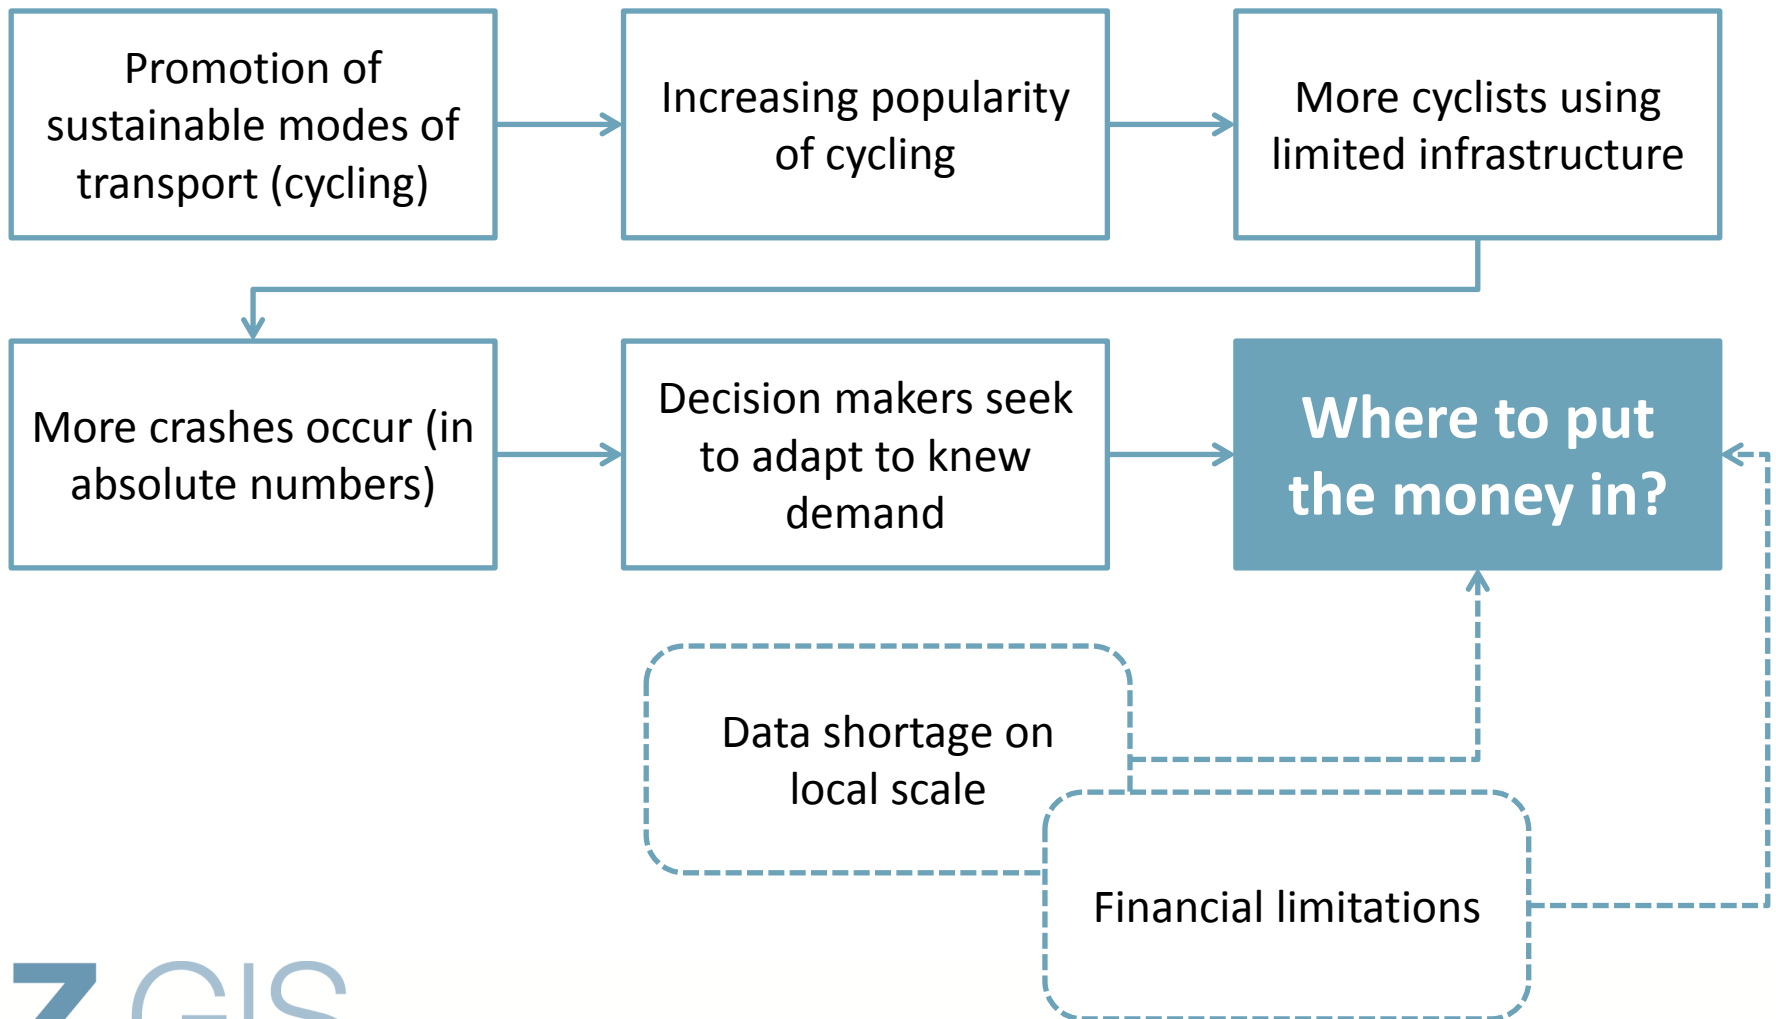 Promotion of
sustainable modes of
transport (cycling)
Increasing popularity
of cycling
More cyclists using
limited infrastructure
More crashes occur (in
absolute numbers)
Decision makers seek
to adapt to knew
demand
Where to put
the money in?
Data shortage on
local scale
Financial limitations
Z GIS